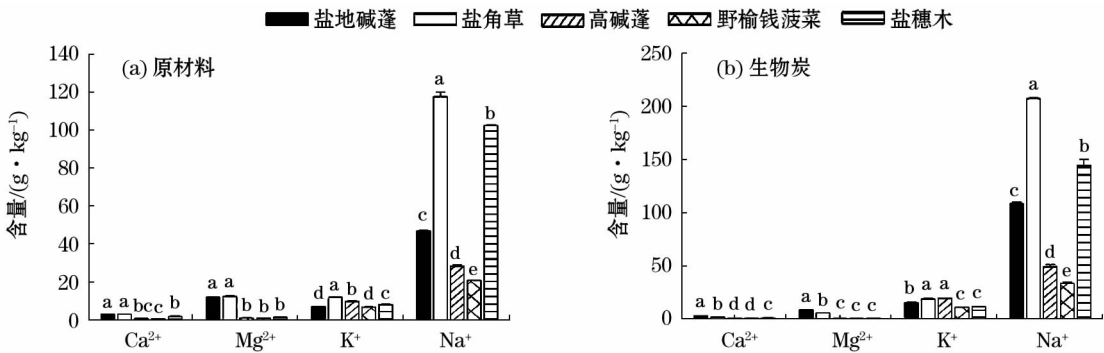 盐地碱蓬 盐角草 高碱蓬 野榆钱菠菜 盐穗木
(a) 原材料
含量/(g·kg⁻¹)
140
120
100
80
60
40
20
0
a a bc c b
a a b b b
d a b d c
c a d e b
Ca²⁺ Mg²⁺ K⁺ Na⁺
(b) 生物炭
含量/(g·kg⁻¹)
250
200
150
100
50
0
a b d d c
a b c c c
b a a c c
c a d e b
Ca²⁺ Mg²⁺ K⁺ Na⁺